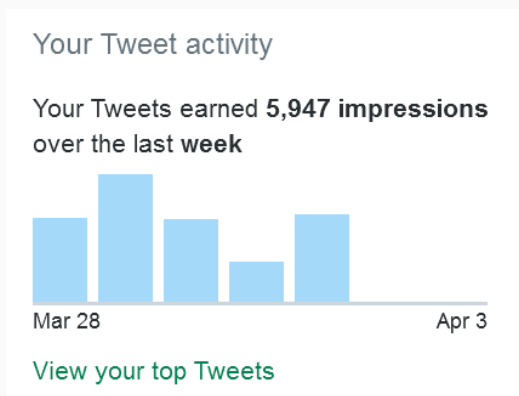 Your Tweet activity
Your Tweets earned 5,947 impressions
over the last week
Mar 28
Apr 3
View your top Tweets